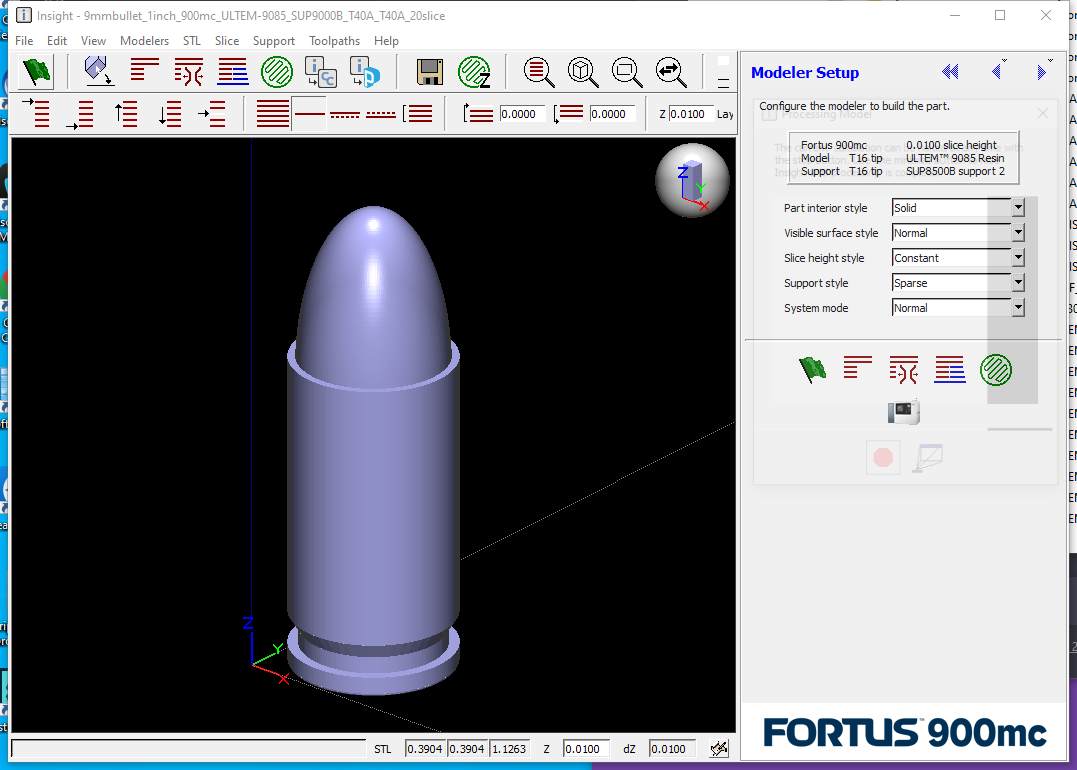 Insight - 9mmbullet_1inch_900mc_ULTEM-9085_SUP9000B_T40A_T40A_20slice
File Edit View Modelers STL Slice Support Toolpaths Help
0.0000 0.0000 Z 0.0100 Lay
Z
Y
X
Z
Y
X
STL 0.3904 0.3904 1.1263 Z 0.0100 dZ 0.0100
Modeler Setup
Configure the modeler to build the part.
Processing Model
Fortus 900mc 0.0100 slice height
Model T16 tip ULTEM™ 9085 Resin
Support T16 tip SUP8500B support 2
Part interior style Solid
Visible surface style Normal
Slice height style Constant
Support style Sparse
System mode Normal
FORTUS™ 900mc